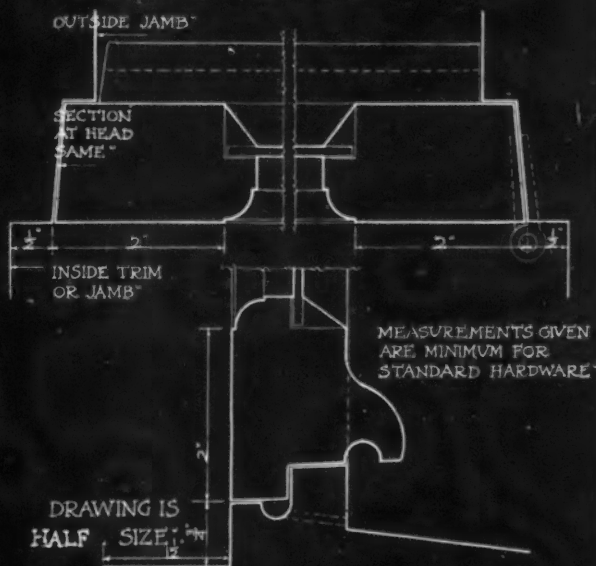 OUTSIDE JAMB
SECTION
AT HEAD
SAME
½"
2"
2"
½"
INSIDE TRIM
OR JAMB
MEASUREMENTS GIVEN
ARE MINIMUM FOR
STANDARD HARDWARE
2"
DRAWING IS
HALF SIZE